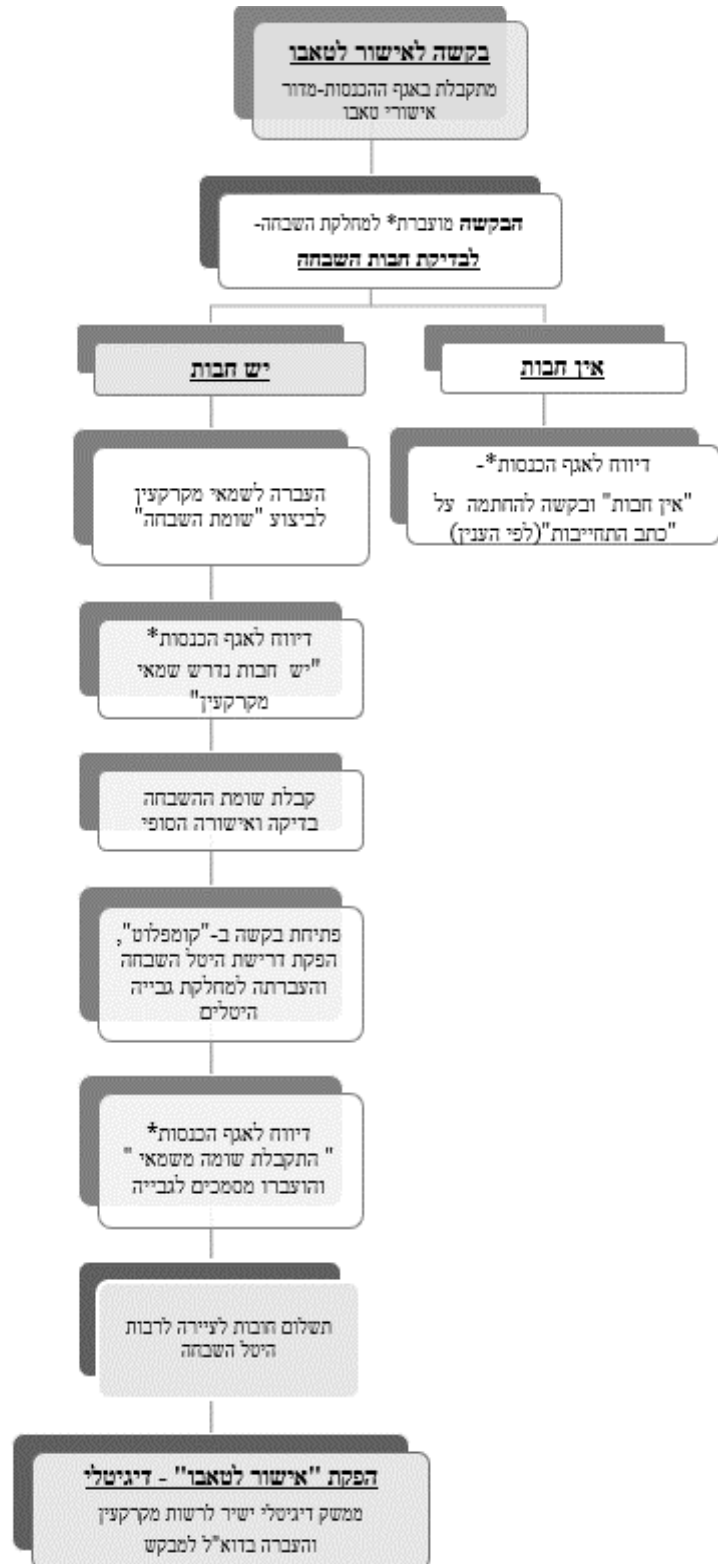 בקשה לאישור לטאבו
מתקבלת באגף ההכנסות-מדור
אישורי טאבו
הבקשה מועברת* למחלקת השבחה-
לבדיקת חבות השבחה
אין חבות
דיווח לאגף הכנסות*-
"אין חבות" ובקשה להחתמה על
"כתב התחייבות"(לפי הענין)
יש חבות
העברה לשמאי מקרקעין
לביצוע "שומת השבחה"
דיווח לאגף הכנסות*
"יש חבות נדרש שמאי
מקרקעין"
קבלת שומת ההשבחה
בדיקה ואישורה הסופי
פתיחת בקשה ב-"קומפלוט",
הפקת דרישת היטל השבחה
והעברתה למחלקת גבייה
היטלים
דיווח לאגף הכנסות*
" התקבלת שומה משמאי "
והועברו מסמכים לגבייה
תשלום חובות לעיריה לרבות
היטל השבחה
הפקת "אישור לטאבו" - דיגיטלי
ממשק דיגיטלי ישיר לרשות מקרקעין
והעברה בדוא"ל למבקש